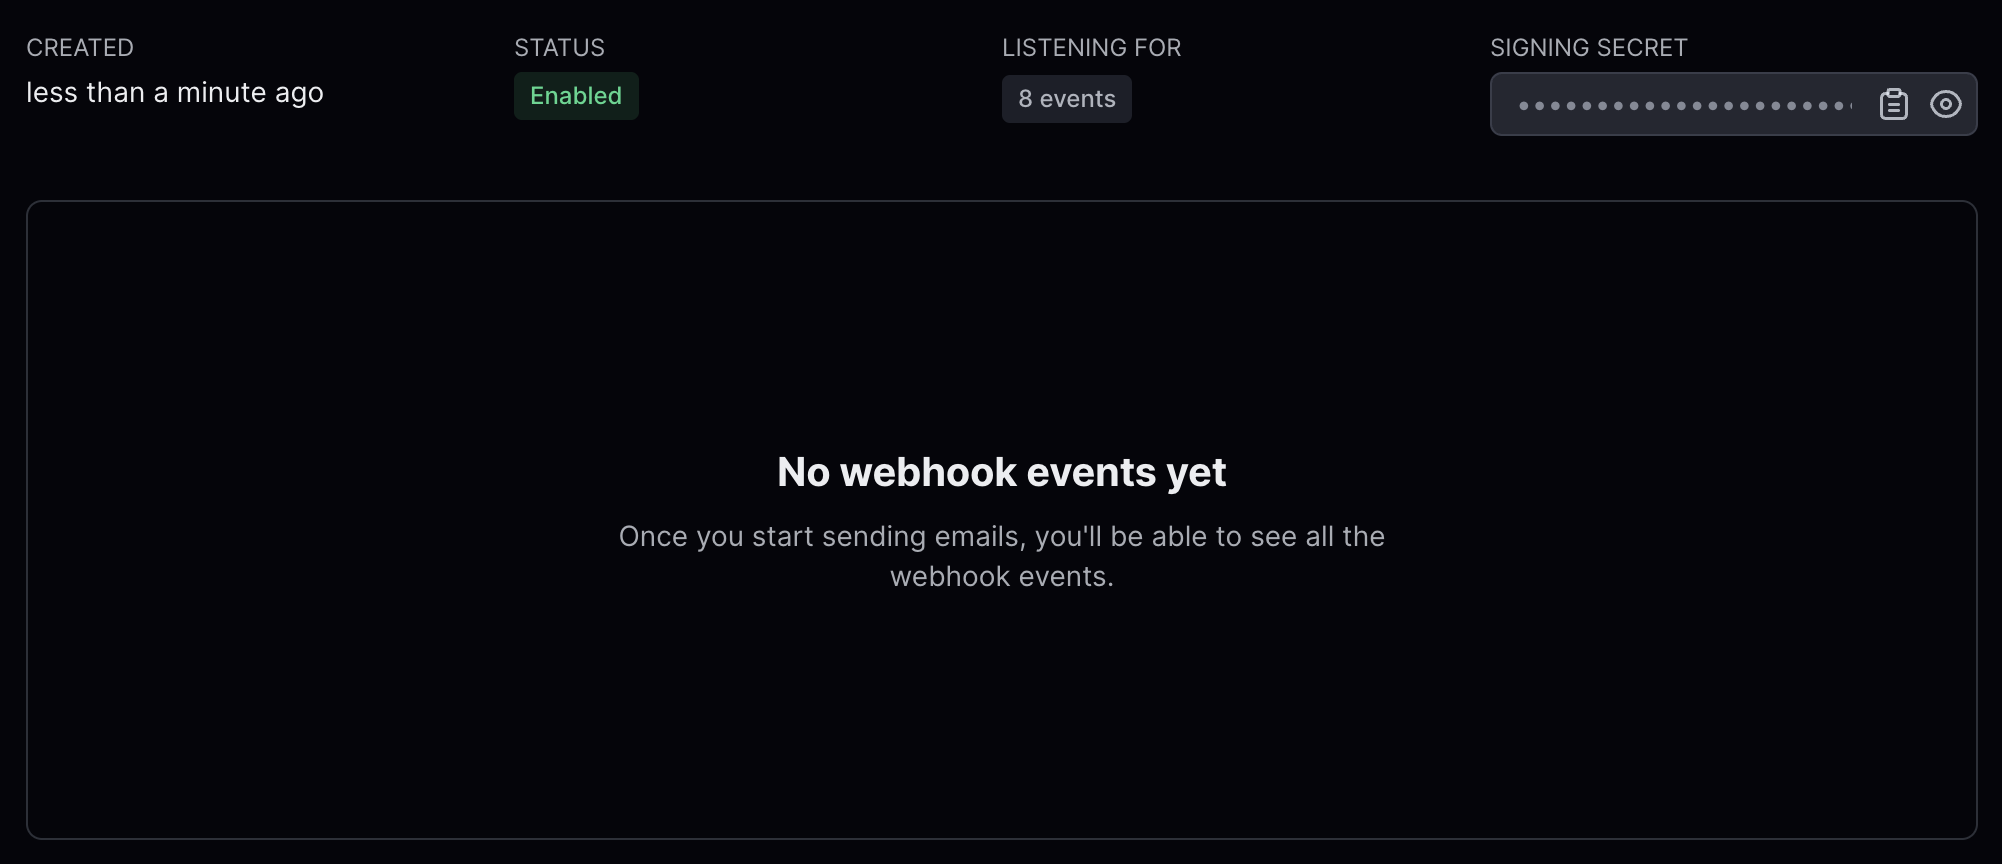 CREATED
less than a minute ago
STATUS
Enabled
LISTENING FOR
8 events
SIGNING SECRET
No webhook events yet
Once you start sending emails, you'll be able to see all the
webhook events.